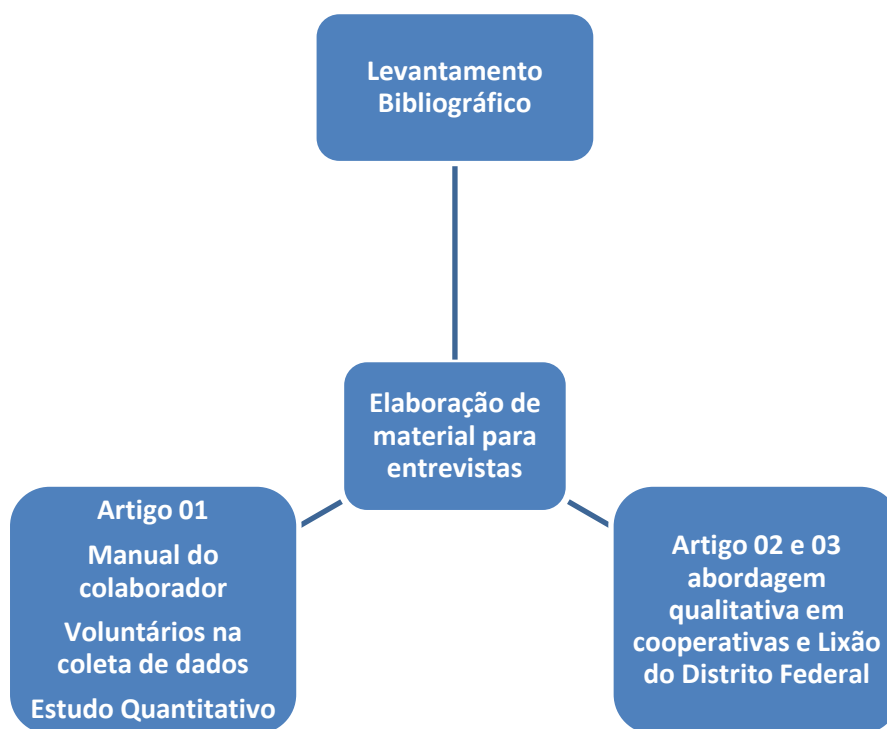 Levantamento
Bibliográfico
Elaboração de
material para
entrevistas
Artigo 01
Manual do
colaborador
Voluntários na
coleta de dados
Estudo Quantitativo
Artigo 02 e 03
abordagem
qualitativa em
cooperativas e Lixão
do Distrito Federal